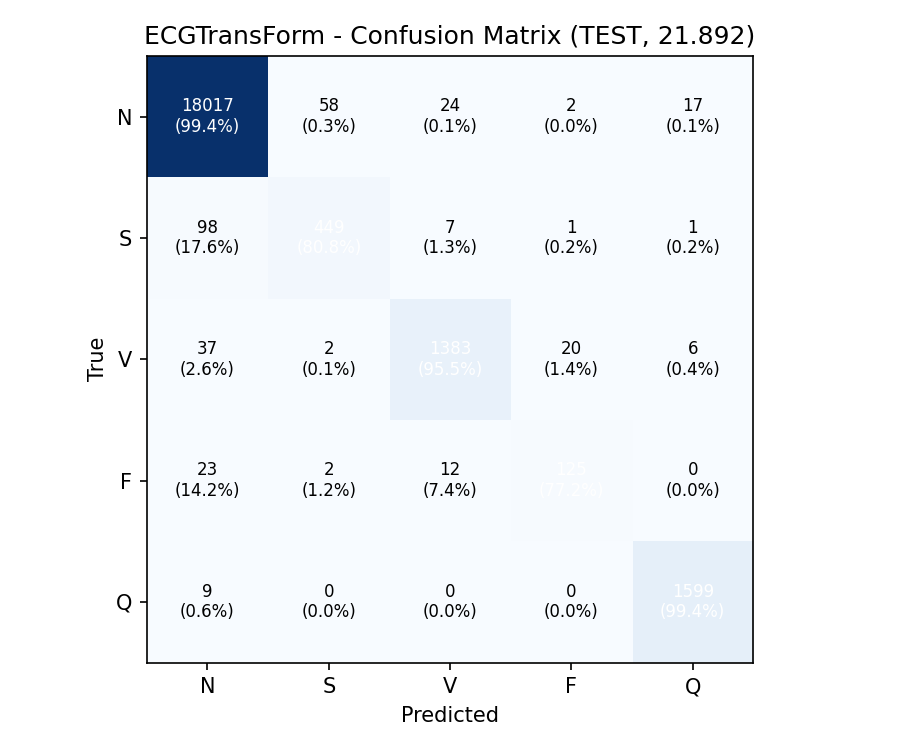 ECGTransForm - Confusion Matrix (TEST, 21.892)
N 18017 58 24 2 17
(99.4%) (0.3%) (0.1%) (0.0%) (0.1%)
S 98 449 7 1 1
(17.6%) (80.8%) (1.3%) (0.2%) (0.2%)
V 37 2 1383 20 6
(2.6%) (0.1%) (95.5%) (1.4%) (0.4%)
F 23 2 12 125 0
(14.2%) (1.2%) (7.4%) (77.2%) (0.0%)
Q 9 0 0 0 1599
(0.6%) (0.0%) (0.0%) (0.0%) (99.4%)
True
N S V F Q
Predicted